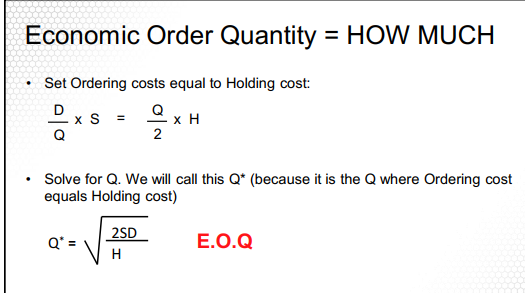 Economic Order Quantity = HOW MUCH
• Set Ordering costs equal to Holding cost:
D/Q x S = Q/2 x H
• Solve for Q. We will call this Q* (because it is the Q where Ordering cost
equals Holding cost)
Q* = √(2SD/H) E.O.Q